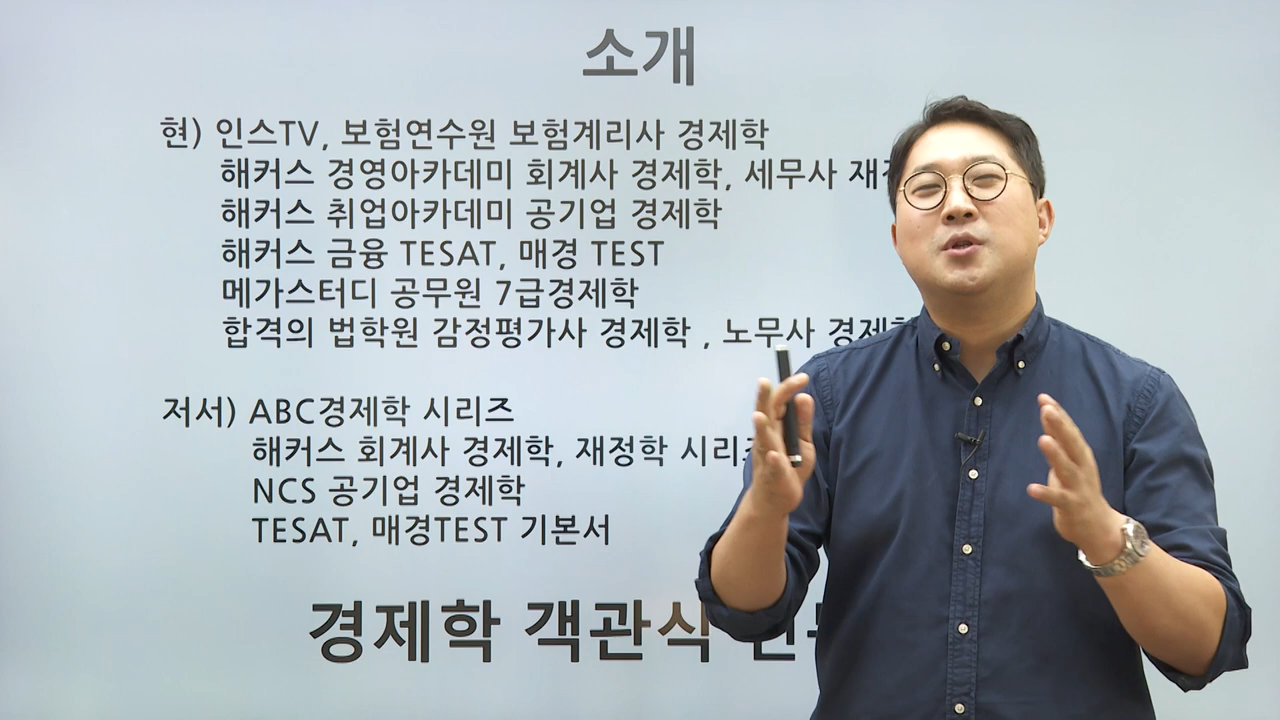 소개
현) 인스TV, 보험연수원 보험계리사 경제학
해커스 경영아카데미 회계사 경제학, 세무사
해커스 취업아카데미 공기업 경제학
해커스 금융 TESAT, 매경 TEST
메가스터디 공무원 7급경제학
합격의 법학원 감정평가사 경제학 , 노무사 경제학
저서) ABC경제학 시리즈
해커스 회계사 경제학, 재정학 시리즈
NCS 공기업 경제학
TESAT, 매경TEST 기본서
경제학 객관식